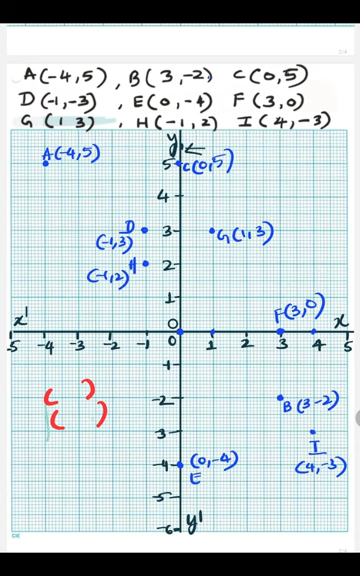 A(-4,5) , B(3,-2), C(0,5)
D(-1,-3) , E(0,-4) F(3,0)
G(1 3) , H(-1,2) I(4,-3)
y
A(-4,5)
5 C(0,5)
4
D
3 G(1,3)
(-1,3)
2
(-1,2) H
1
F(3,0)
x' 0 x
5 -4 -3 -2 -1 0 1 2 3 4 5
-1
( )
-2 B(3-2)
( )
-3 I
(4,-3)
-4 (0,-4)
E
-5
-6 y'